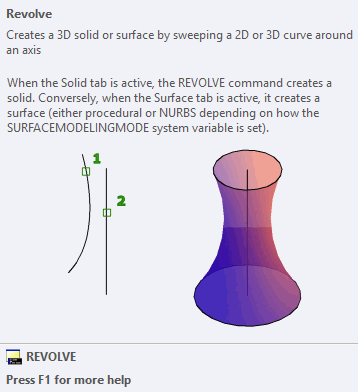 Revolve
Creates a 3D solid or surface by sweeping a 2D or 3D curve around
an axis
When the Solid tab is active, the REVOLVE command creates a
solid. Conversely, when the Surface tab is active, it creates a
surface (either procedural or NURBS depending on how the
SURFACEMODELINGMODE system variable is set).
1
2
REVOLVE
Press F1 for more help